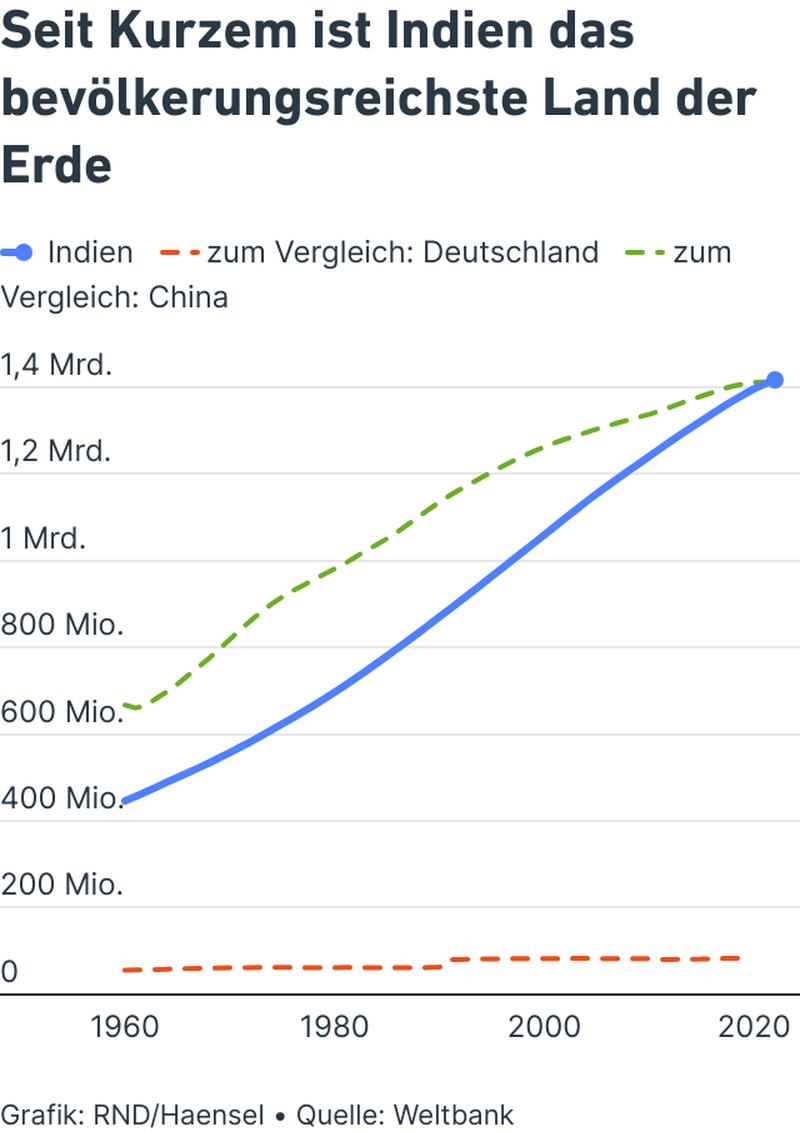 Seit Kurzem ist Indien das
bevölkerungsreichste Land der
Erde
Indien zum Vergleich: Deutschland zum
Vergleich: China
1,4 Mrd.
1,2 Mrd.
1 Mrd.
800 Mio.
600 Mio.
400 Mio.
200 Mio.
0
1960 1980 2000 2020
Grafik: RND/Haensel • Quelle: Weltbank